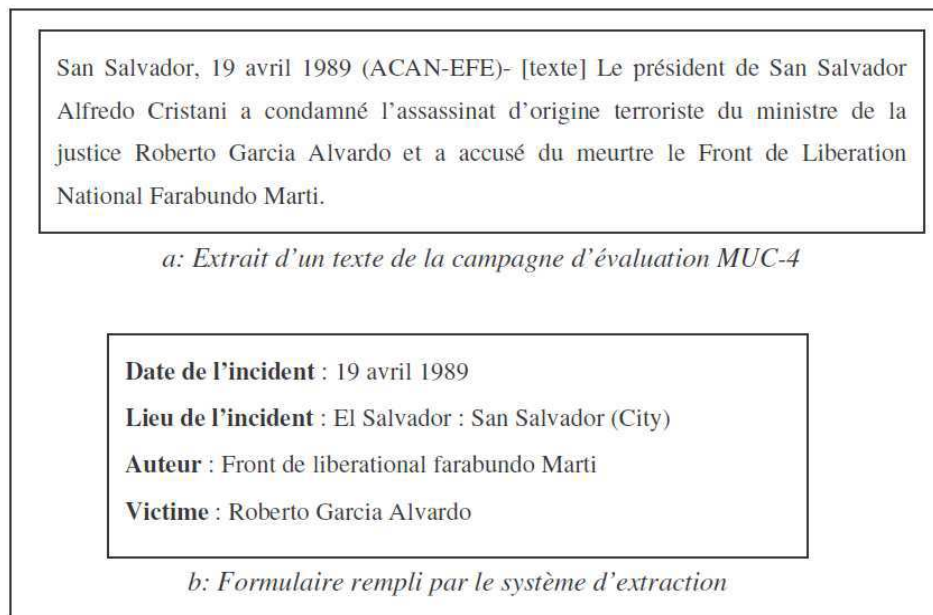 San Salvador, 19 avril 1989 (ACAN-EFE)- [texte] Le président de San Salvador
Alfredo Cristani a condamné l’assassinat d’origine terroriste du ministre de la
justice Roberto Garcia Alvardo et a accusé du meurtre le Front de Liberation
National Farabundo Marti.
a: Extrait d’un texte de la campagne d’évaluation MUC-4
Date de l’incident : 19 avril 1989
Lieu de l’incident : El Salvador : San Salvador (City)
Auteur : Front de liberational farabundo Marti
Victime : Roberto Garcia Alvardo
b: Formulaire rempli par le système d’extraction